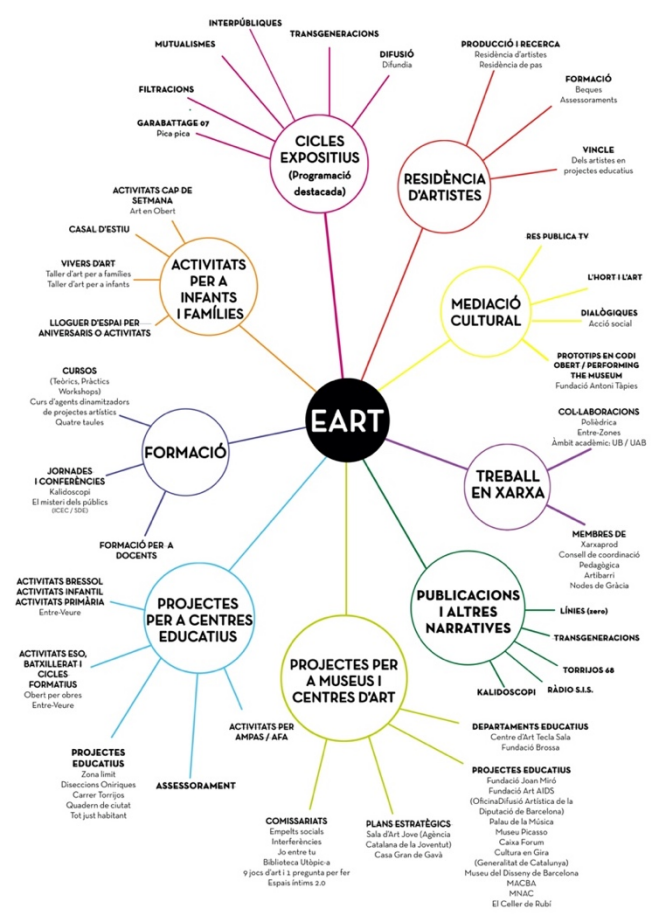 INTERPÚBLIQUES
TRANSGENERACIONS
MUTUALISMES
DIFUSIÓ
Difundia
FILTRACIONS
GARABATTAGE 07
Pica pica
CICLES
EXPOSITIUS
(Programació
destacada)
PRODUCCIÓ I RECERCA
Residència d'artistes
Residència de pas
FORMACIÓ
Beques
Assessoraments
VINCLE
Dels artistes en
projectes educatius
RESIDÈNCIA
D'ARTISTES
ACTIVITATS CAP DE
SETMANA
Art en Obert
CASAL D'ESTIU
VIVERS D'ART
Taller d'art per a famílies
Taller d'art per a infants
LLOGUER D'ESPAI PER
ANIVERSARIS O ACTIVITATS
ACTIVITATS
PER A
INFANTS
I FAMÍLIES
RES PUBLICA TV
L'HORT I L'ART
DIALÒGIQUES
Acció social
PROTOTIPS EN CODI
OBERT / PERFORMING
THE MUSEUM
Fundació Antoni Tàpies
MEDIACIÓ
CULTURAL
EART
CURSOS
(Teòrics, Pràctics
Workshops)
Curs d'agents dinamitzadors
de projectes artístics
Quatre taules
JORNADES
I CONFERÈNCIES
Kalidoscopi
El misteri dels públics
(ICEC / SDE)
FORMACIÓ PER A
DOCENTS
FORMACIÓ
COL·LABORACIONS
Polièdrica
Entre-Zones
Àmbit acadèmic: UB / UAB
TREBALL
EN XARXA
MEMBRES DE
Xarxaprod
Consell de coordinació
Pedagògica
Artibarri
Nodes de Gràcia
ACTIVITATS BRESSOL
ACTIVITATS INFANTIL
ACTIVITATS PRIMÀRIA
Entre-Veure
ACTIVITATS ESO,
BATXILLERAT I
CICLES
FORMATIUS
Obert per obres
Entre-Veure
PROJECTES
EDUCATIUS
Zona límit
Diseccions Oníriques
Carrer Torrijos
Quadern de ciutat
Tot just habitant
ASSESSORAMENT
ACTIVITATS PER
AMPAS / AFA
PROJECTES
PER A CENTRES
EDUCATIUS
PUBLICACIONS
I ALTRES
NARRATIVES
LÍNIES (zero)
TRANSGENERACIONS
TORRIJOS 68
RÀDIO S.I.S.
KALIDOSCOPI
PROJECTES PER
A MUSEUS I
CENTRES D'ART
DEPARTAMENTS EDUCATIUS
Centre d'Art Tecla Sala
Fundació Brossa
PROJECTES EDUCATIUS
Fundació Joan Miró
Fundació Art AIDS
(OficinaDifusió Artística de la
Diputació de Barcelona)
Palau de la Música
Museu Picasso
Caixa Forum
Cultura en Gira
(Generalitat de Catalunya)
Museu del Disseny de Barcelona
MACBA
MNAC
El Celler de Rubí
PLANS ESTRATÈGICS
Sala d'Art Jove (Agència
Catalana de la Joventut)
Casa Gran de Gavà
COMISSARIATS
Empelts socials
Interferències
Jo entre tu
Biblioteca Utòpic-a
9 jocs d'art i 1 pregunta per fer
Espais íntims 2.0